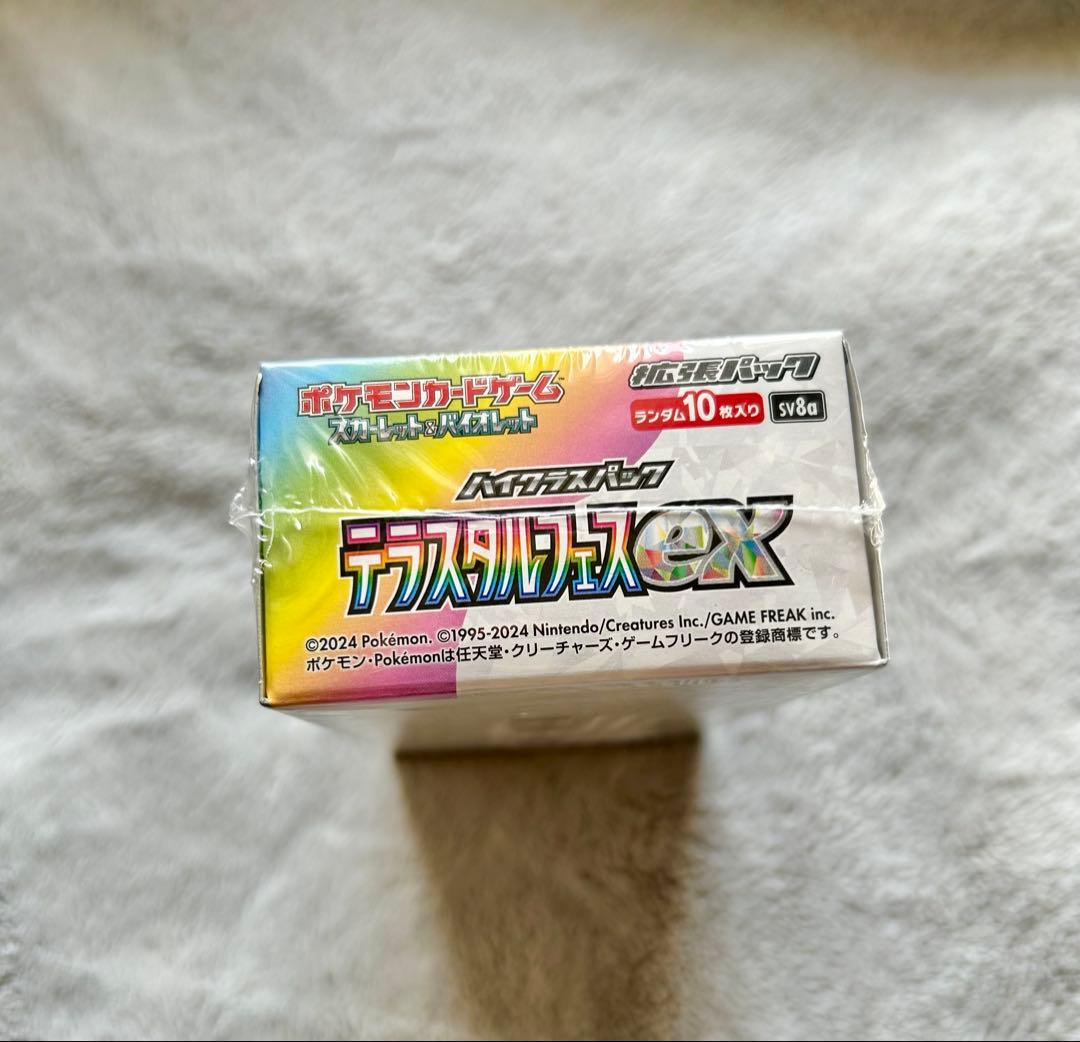 ポケモンカードゲーム™
スカーレット&バイオレット
拡張パック
ランダム10枚入り
SV8a
ハイクラスパック
テラスタルフェスex
©2024 Pokémon. ©1995-2024 Nintendo/Creatures Inc./GAME FREAK inc.
ポケモン・Pokémonは任天堂・クリーチャーズ・ゲームフリークの登録商標です。